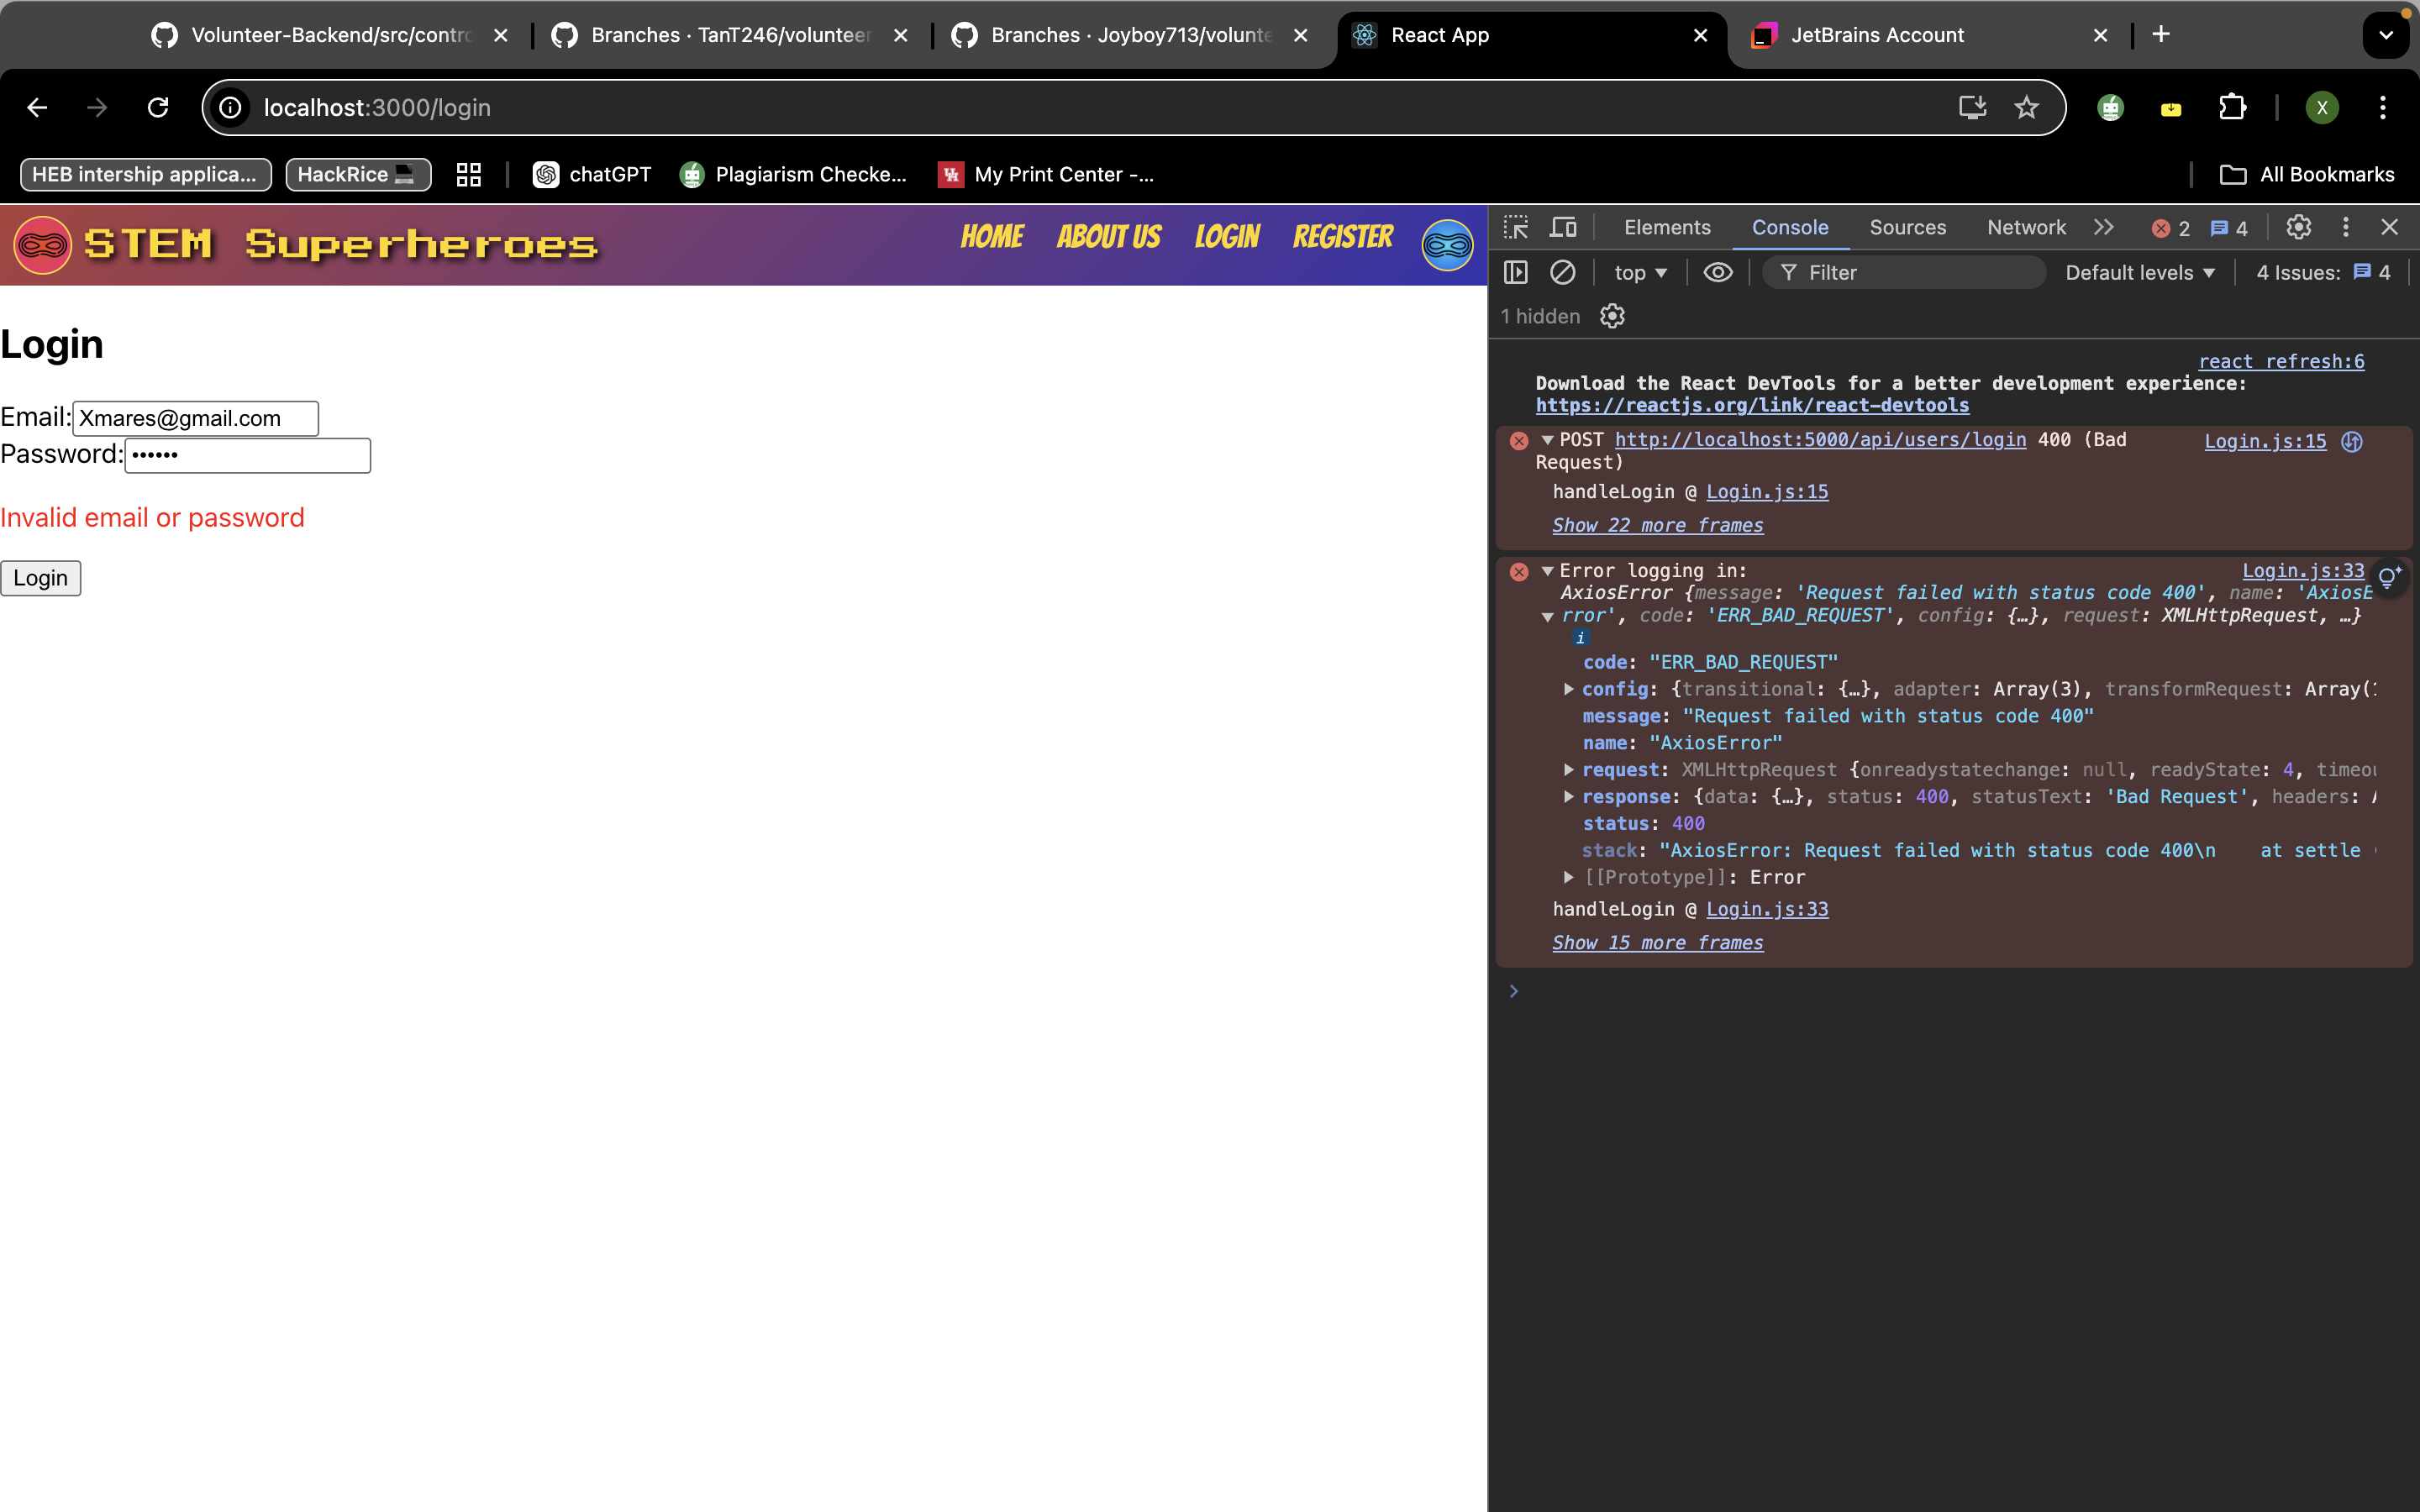 Volunteer-Backend/src/contro
Branches · TanT246/volunteer
Branches · Joyboy713/volunte
React App
JetBrains Account
localhost:3000/login
X
HEB intership applica...
HackRice
chatGPT
Plagiarism Checke...
My Print Center -...
All Bookmarks
STEM Superheroes
HOME ABOUT US LOGIN REGISTER
Login
Email: Xmares@gmail.com
Password: ••••••
Invalid email or password
Login
Elements Console Sources Network 2 4
top Filter Default levels 4 Issues: 4
1 hidden
react refresh:6
Download the React DevTools for a better development experience:
https://reactjs.org/link/react-devtools
POST http://localhost:5000/api/users/login 400 (Bad Login.js:15
Request)
handleLogin @ Login.js:15
Show 22 more frames
Error logging in: Login.js:33
AxiosError {message: 'Request failed with status code 400', name: 'AxiosE
rror', code: 'ERR_BAD_REQUEST', config: {…}, request: XMLHttpRequest, …}
i
code: "ERR_BAD_REQUEST"
config: {transitional: {…}, adapter: Array(3), transformRequest: Array(1
message: "Request failed with status code 400"
name: "AxiosError"
request: XMLHttpRequest {onreadystatechange: null, readyState: 4, timeou
response: {data: {…}, status: 400, statusText: 'Bad Request', headers: A
status: 400
stack: "AxiosError: Request failed with status code 400\n    at settle (
[[Prototype]]: Error
handleLogin @ Login.js:33
Show 15 more frames